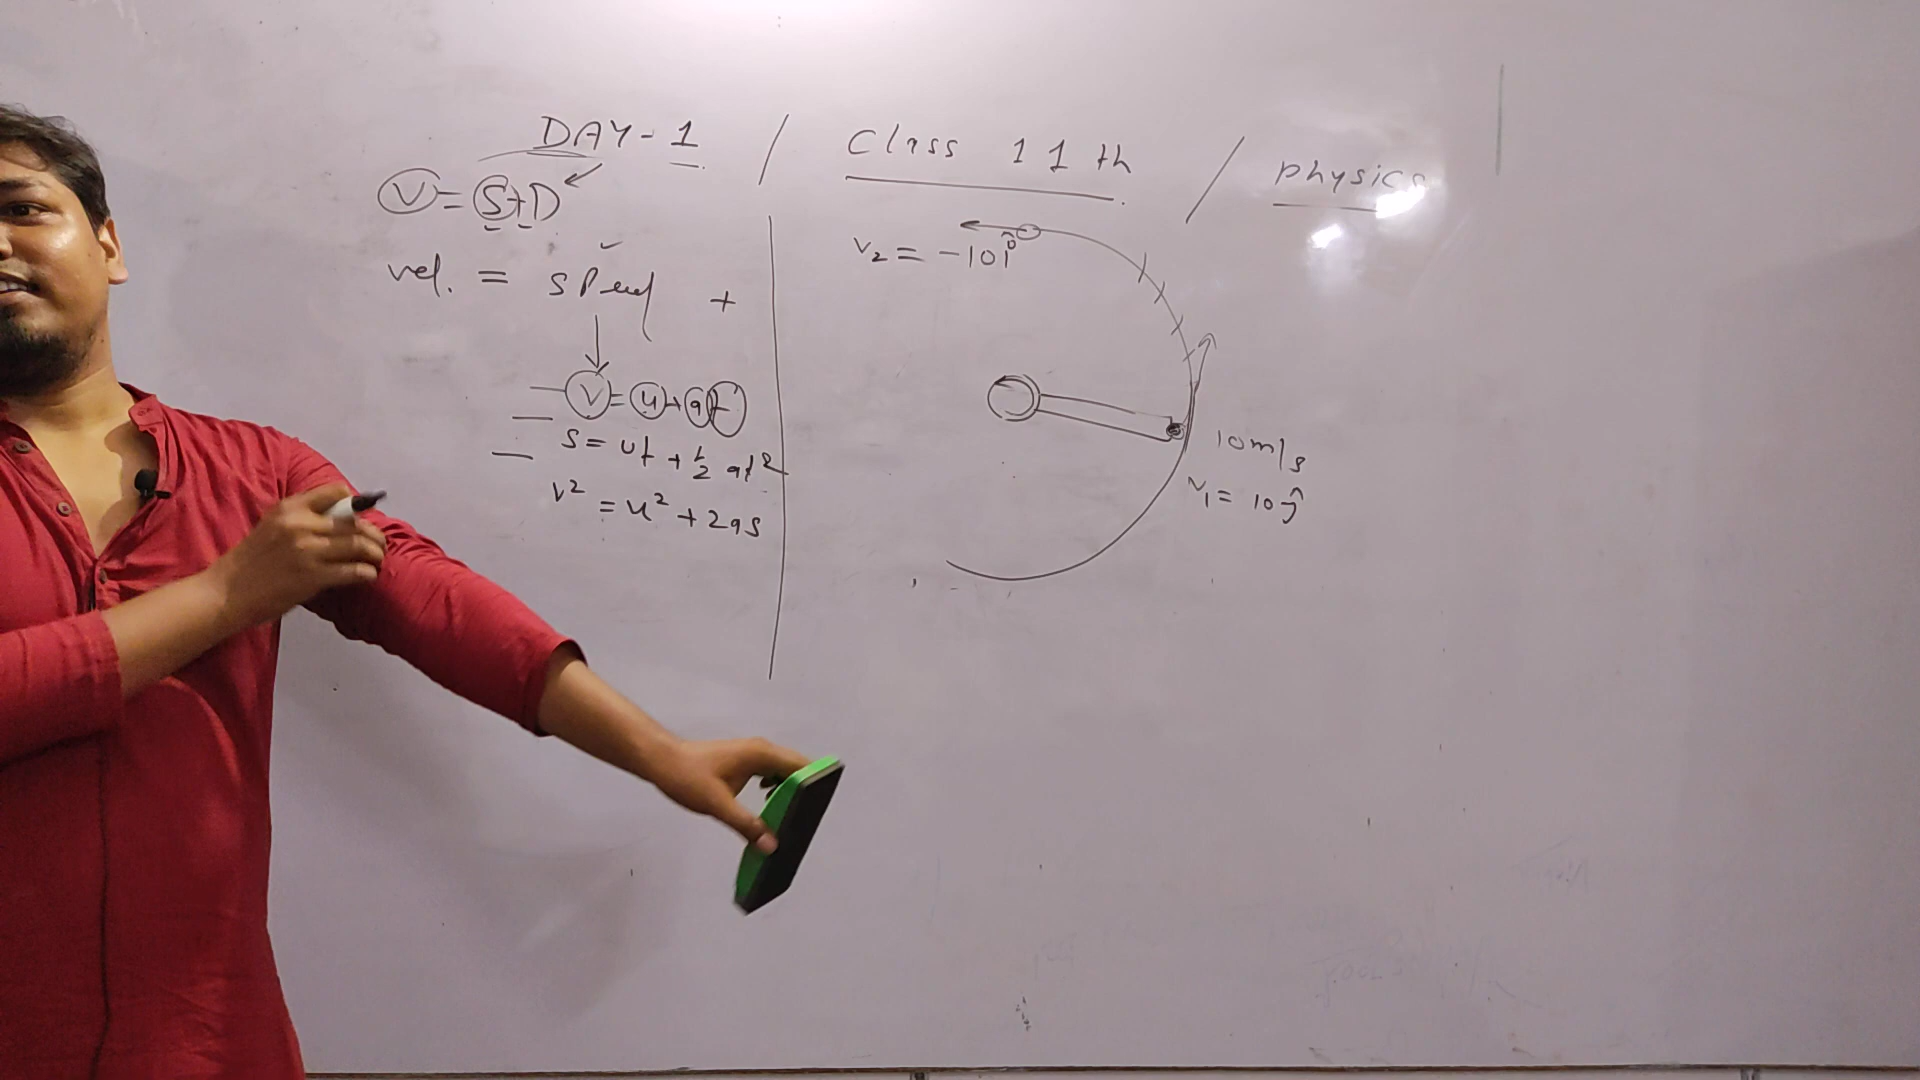 DAY-1 / Class 11th / physics
V = S+D
vel. = speed +
V = u+at
S = ut + 1/2 at²
V² = u² + 2as
v₂ = -10î
10m/s
v₁ = 10ĵ